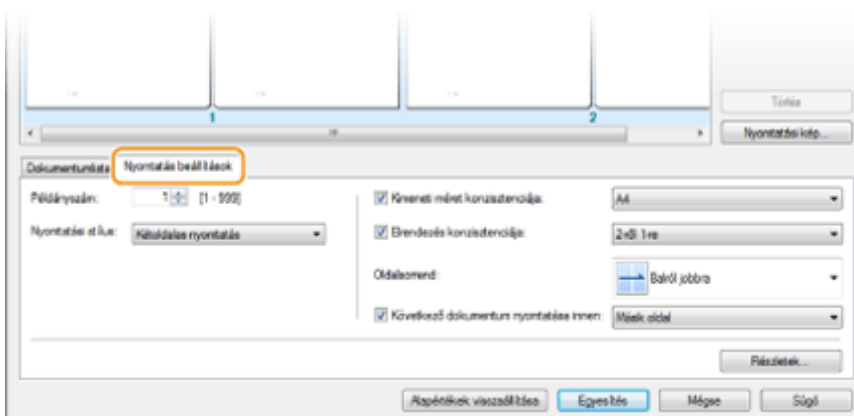 1 2
Törlés
Nyomtatási kép...
Dokumentumlista Nyomtatás beállítások
Példányszám: 1 [1 - 999]
Nyomtatási stílus: Kétoldalas nyomtatás
Kimeneti méret konzisztenciája: A4
Elrendezés konzisztenciája: 2-ről 1-re
Oldalsorrend: Balról jobbra
Következő dokumentum nyomtatása innen: Másik oldal
Részletek...
Alapértékek visszaállítása Egyesítés Mégse Súgó